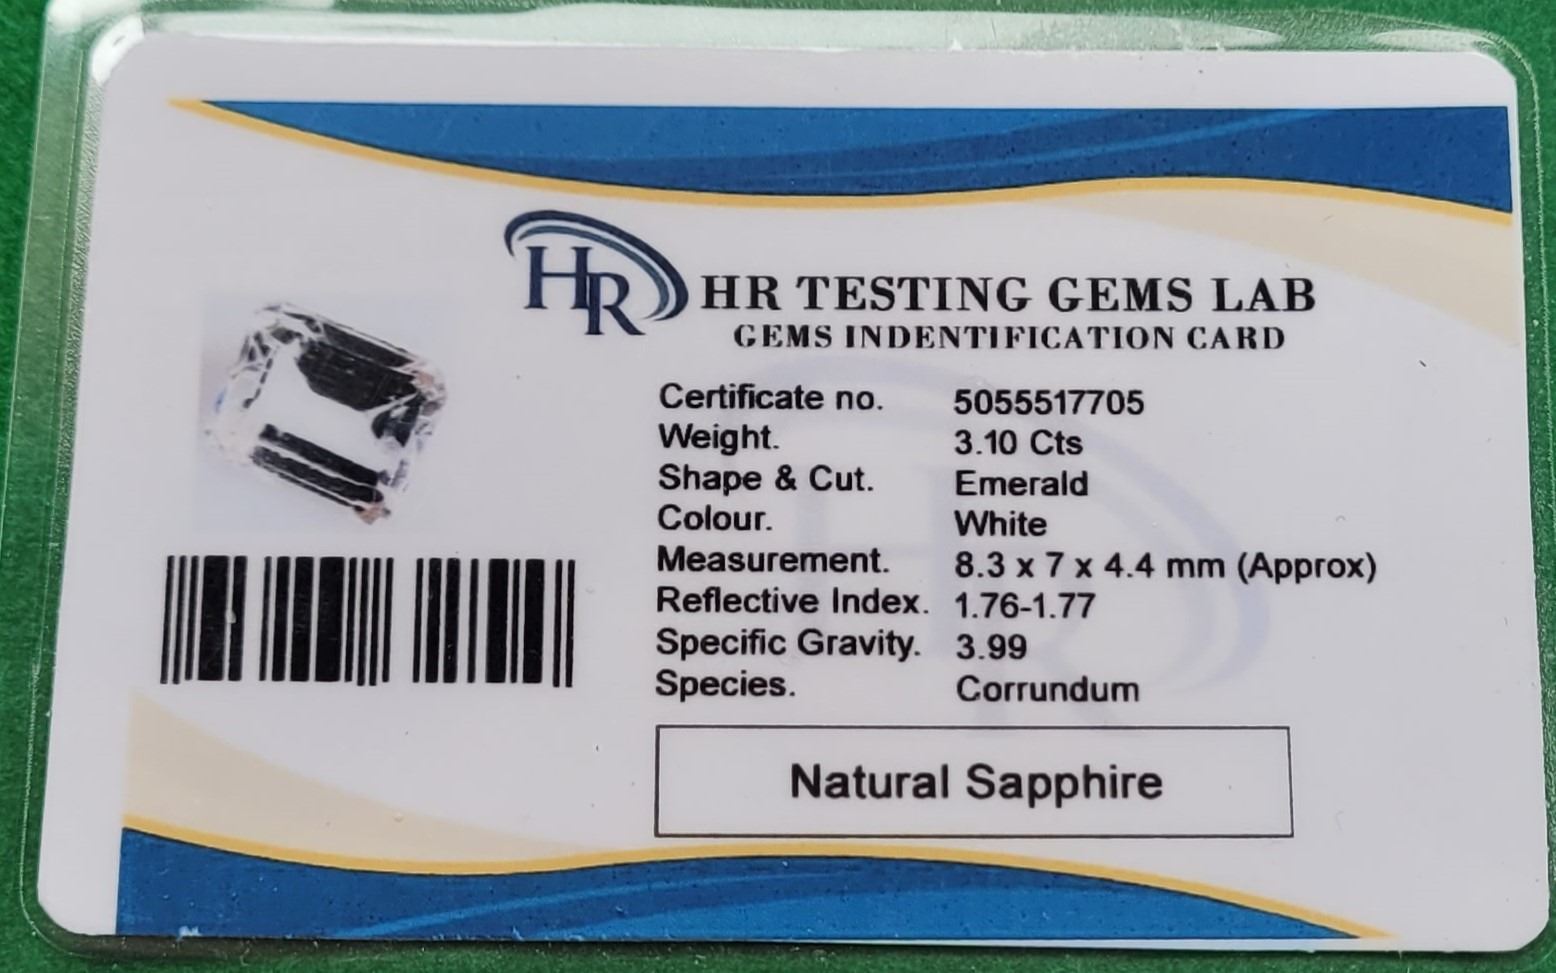 HR HR TESTING GEMS LAB
GEMS INDENTIFICATION CARD
Certificate no. 5055517705
Weight. 3.10 Cts
Shape & Cut. Emerald
Colour. White
Measurement. 8.3 x 7 x 4.4 mm (Approx)
Reflective Index. 1.76-1.77
Specific Gravity. 3.99
Species. Corrundum
Natural Sapphire